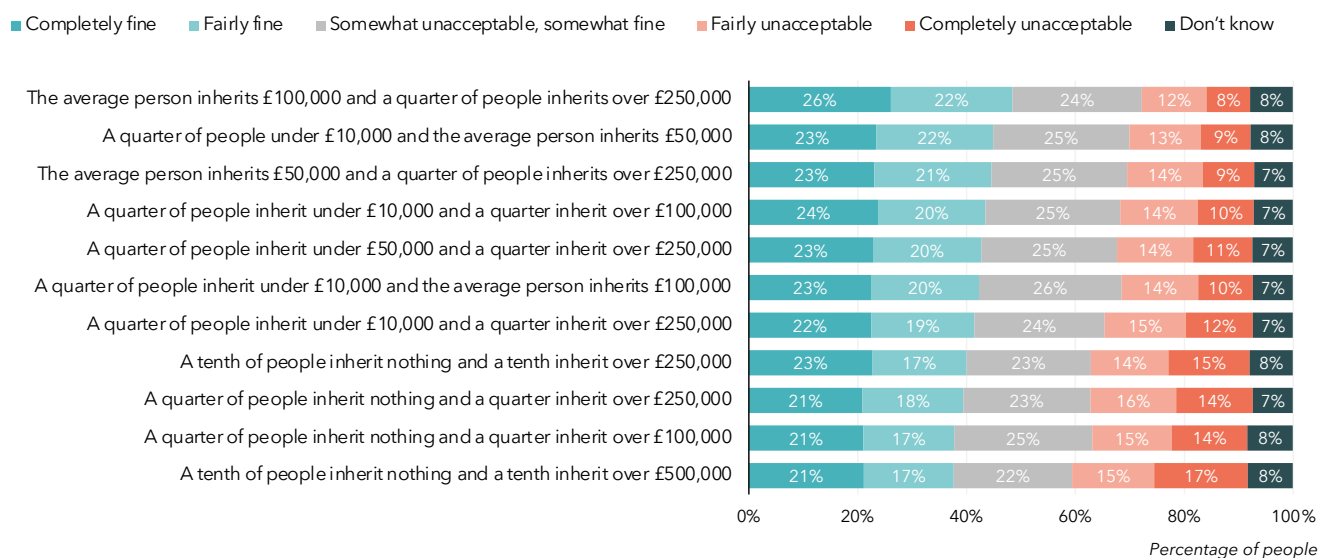 Completely fine Fairly fine Somewhat unacceptable, somewhat fine Fairly unacceptable Completely unacceptable Don't know
The average person inherits £100,000 and a quarter of people inherits over £250,000 26% 22% 24% 12% 8% 8%
A quarter of people under £10,000 and the average person inherits £50,000 23% 22% 25% 13% 9% 8%
The average person inherits £50,000 and a quarter of people inherits over £250,000 23% 21% 25% 14% 9% 7%
A quarter of people inherit under £10,000 and a quarter inherit over £100,000 24% 20% 25% 14% 10% 7%
A quarter of people inherit under £50,000 and a quarter inherit over £250,000 23% 20% 25% 14% 11% 7%
A quarter of people inherit under £10,000 and the average person inherits £100,000 23% 20% 26% 14% 10% 7%
A quarter of people inherit under £10,000 and a quarter inherit over £250,000 22% 19% 24% 15% 12% 7%
A tenth of people inherit nothing and a tenth inherit over £250,000 23% 17% 23% 14% 15% 8%
A quarter of people inherit nothing and a quarter inherit over £250,000 21% 18% 23% 16% 14% 7%
A quarter of people inherit nothing and a quarter inherit over £100,000 21% 17% 25% 15% 14% 8%
A tenth of people inherit nothing and a tenth inherit over £500,000 21% 17% 22% 15% 17% 8%
0% 20% 40% 60% 80% 100%
Percentage of people